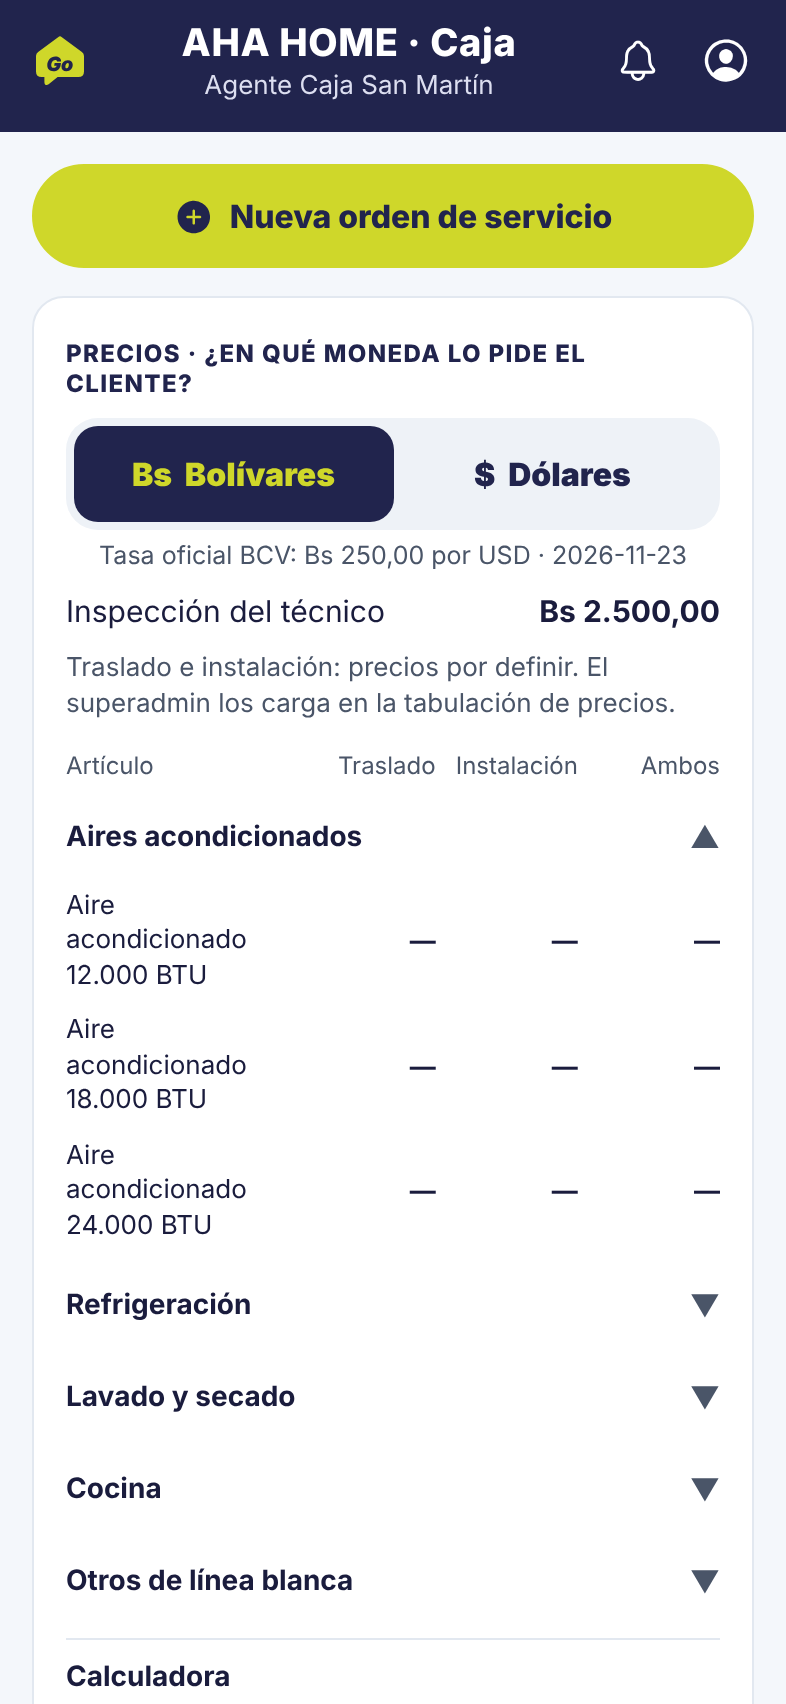 Go
AHA HOME · Caja
Agente Caja San Martín
Nueva orden de servicio
PRECIOS · ¿EN QUÉ MONEDA LO PIDE EL
CLIENTE?
Bs Bolívares
$ Dólares
Tasa oficial BCV: Bs 250,00 por USD · 2026-11-23
Inspección del técnico Bs 2.500,00
Traslado e instalación: precios por definir. El
superadmin los carga en la tabulación de precios.
Artículo Traslado Instalación Ambos
Aires acondicionados ▲
Aire
acondicionado — — —
12.000 BTU
Aire
acondicionado — — —
18.000 BTU
Aire
acondicionado — — —
24.000 BTU
Refrigeración ▼
Lavado y secado ▼
Cocina ▼
Otros de línea blanca ▼
Calculadora